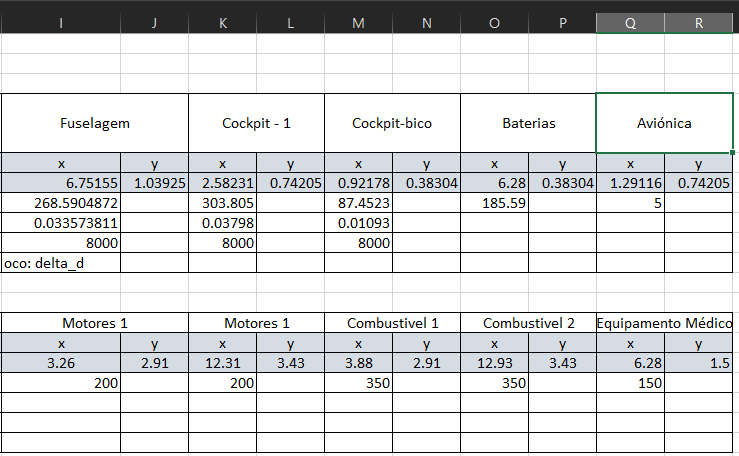 I J K L M N O P Q R
Fuselagem Cockpit - 1 Cockpit-bico Baterias Aviónica
x y x y x y x y x y
6.75155 1.03925 2.58231 0.74205 0.92178 0.38304 6.28 0.38304 1.29116 0.74205
268.5904872 303.805 87.4523 185.59 5
0.033573811 0.03798 0.01093
8000 8000 8000
oco: delta_d
Motores 1 Motores 1 Combustivel 1 Combustivel 2 Equipamento Médico
x y x y x y x y x y
3.26 2.91 12.31 3.43 3.88 2.91 12.93 3.43 6.28 1.5
200 200 350 350 150